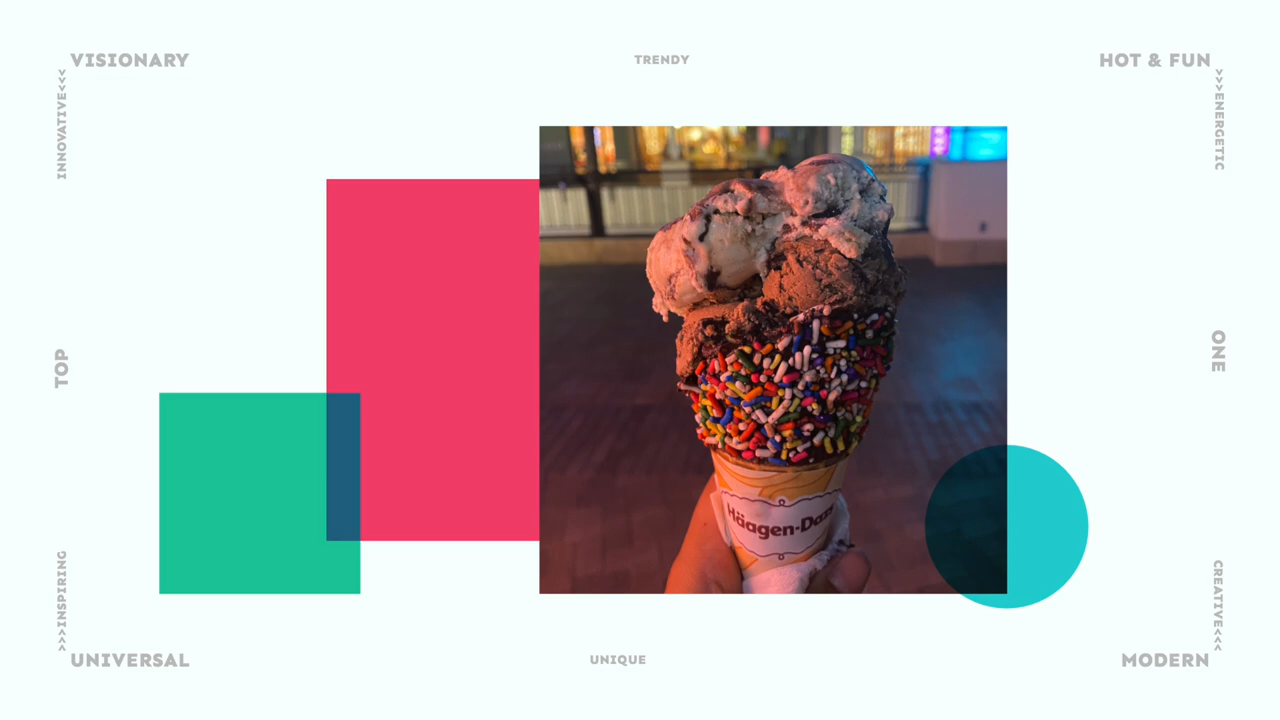 VISIONARY
TRENDY
HOT & FUN
INNOVATIVE<<<
>>>ENERGETIC
TOP
ONE
Häagen-Dazs
>>>INSPIRING
CREATIVE<<<
UNIVERSAL
UNIQUE
MODERN